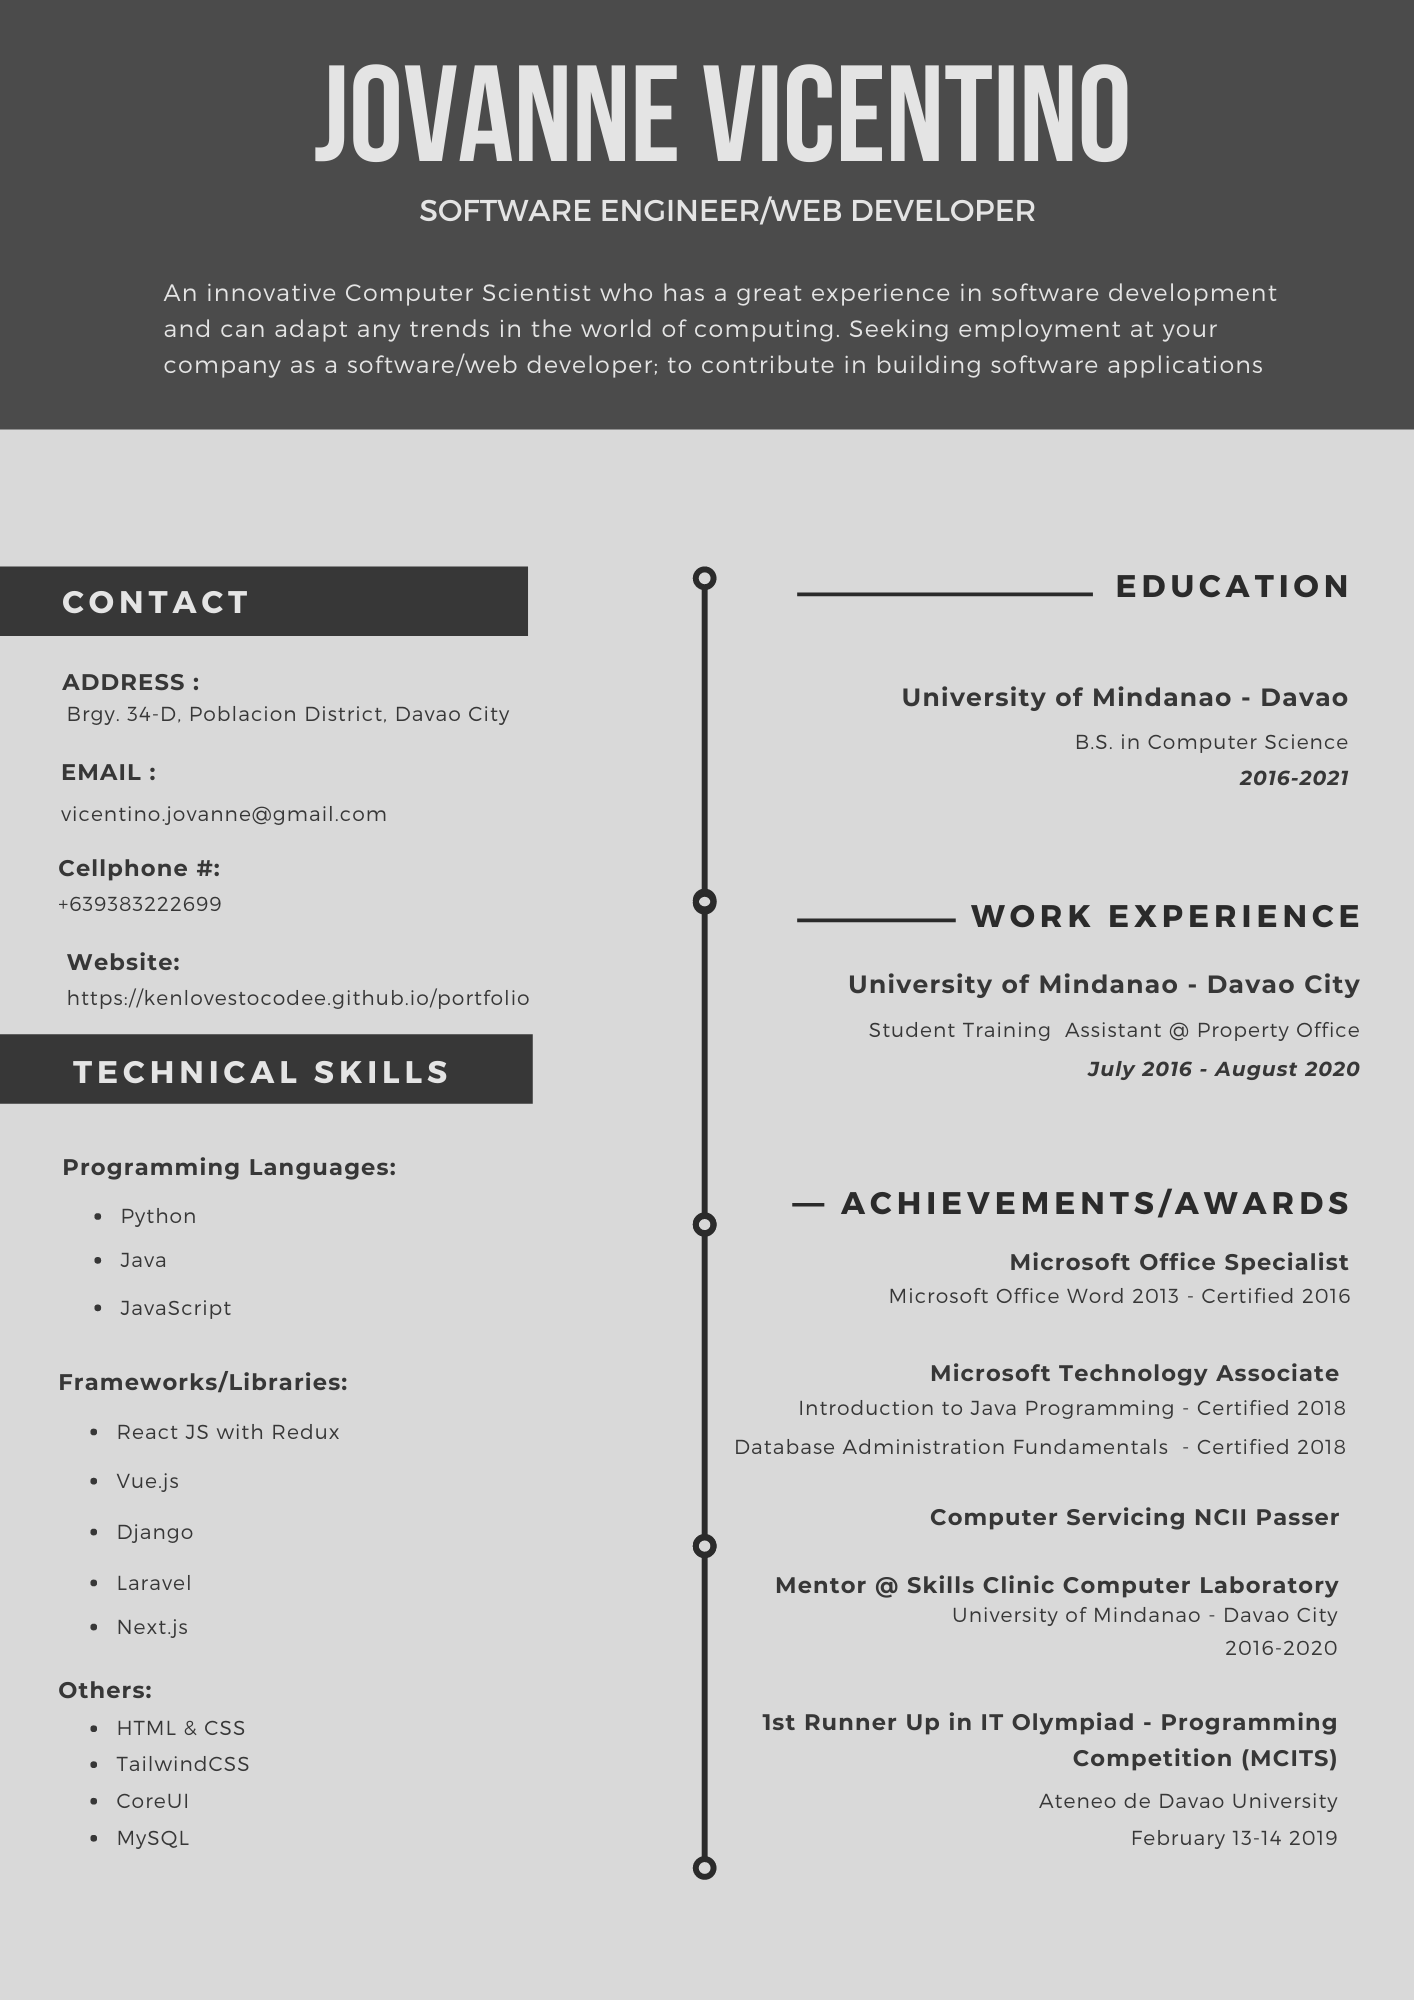 JOVANNE VICENTINO
SOFTWARE ENGINEER/WEB DEVELOPER
An innovative Computer Scientist who has a great experience in software development
and can adapt any trends in the world of computing. Seeking employment at your
company as a software/web developer; to contribute in building software applications
CONTACT
ADDRESS :
Brgy. 34-D, Poblacion District, Davao City
EMAIL :
vicentino.jovanne@gmail.com
Cellphone #:
+639383222699
Website:
https://kenlovestocodee.github.io/portfolio
TECHNICAL SKILLS
Programming Languages:
• Python
• Java
• JavaScript
Frameworks/Libraries:
• React JS with Redux
• Vue.js
• Django
• Laravel
• Next.js
Others:
• HTML & CSS
• TailwindCSS
• CoreUI
• MySQL
EDUCATION
University of Mindanao - Davao
B.S. in Computer Science
2016-2021
WORK EXPERIENCE
University of Mindanao - Davao City
Student Training  Assistant @ Property Office
July 2016 - August 2020
ACHIEVEMENTS/AWARDS
Microsoft Office Specialist
Microsoft Office Word 2013 - Certified 2016
Microsoft Technology Associate
Introduction to Java Programming - Certified 2018
Database Administration Fundamentals  - Certified 2018
Computer Servicing NCII Passer
Mentor @ Skills Clinic Computer Laboratory
University of Mindanao - Davao City
2016-2020
1st Runner Up in IT Olympiad - Programming
Competition (MCITS)
Ateneo de Davao University
February 13-14 2019